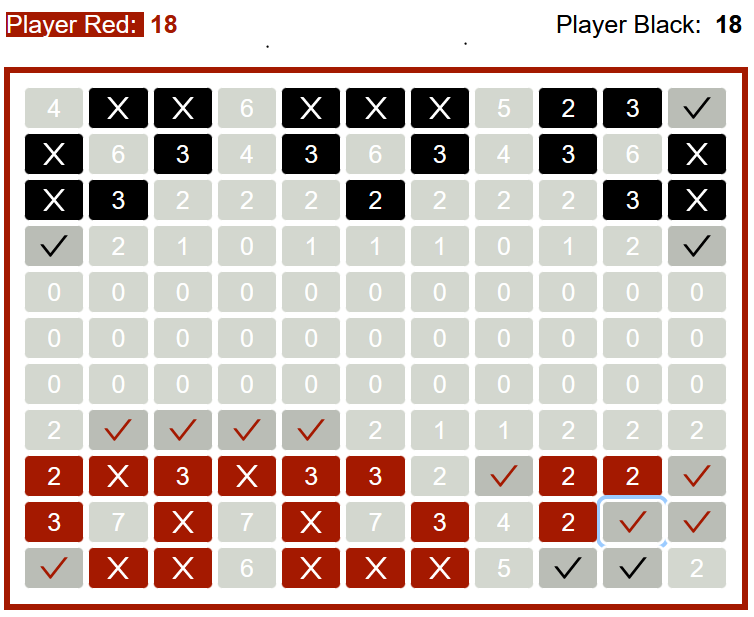 Player Red: 18 Player Black: 18
4 X X 6 X X X 5 2 3 ✓
X 6 3 4 3 6 3 4 3 6 X
X 3 2 2 2 2 2 2 2 3 X
✓ 2 1 0 1 1 1 0 1 2 ✓
0 0 0 0 0 0 0 0 0 0 0
0 0 0 0 0 0 0 0 0 0 0
0 0 0 0 0 0 0 0 0 0 0
2 ✓ ✓ ✓ ✓ 2 1 1 2 2 2
2 X 3 X 3 3 2 ✓ 2 2 ✓
3 7 X 7 X 7 3 4 2 ✓ ✓
✓ X X 6 X X X 5 ✓ ✓ 2